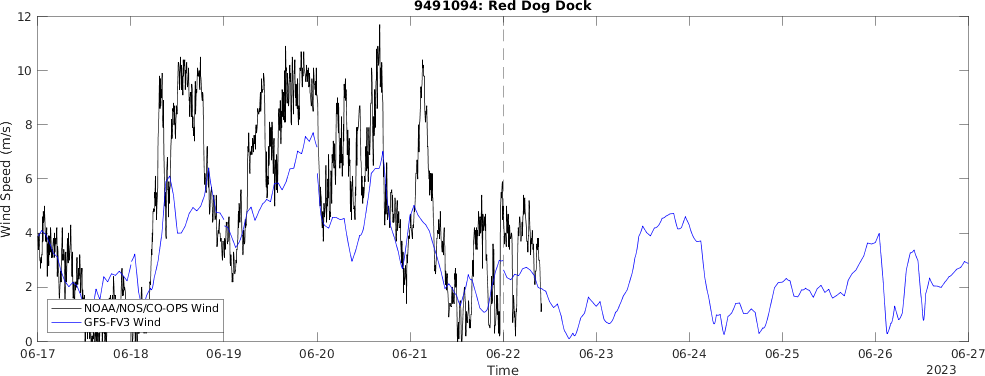 9491094: Red Dog Dock
Wind Speed (m/s)
12
10
8
6
4
2
0
NOAA/NOS/CO-OPS Wind
GFS-FV3 Wind
06-17 06-18 06-19 06-20 06-21 06-22 06-23 06-24 06-25 06-26 06-27
Time
2023